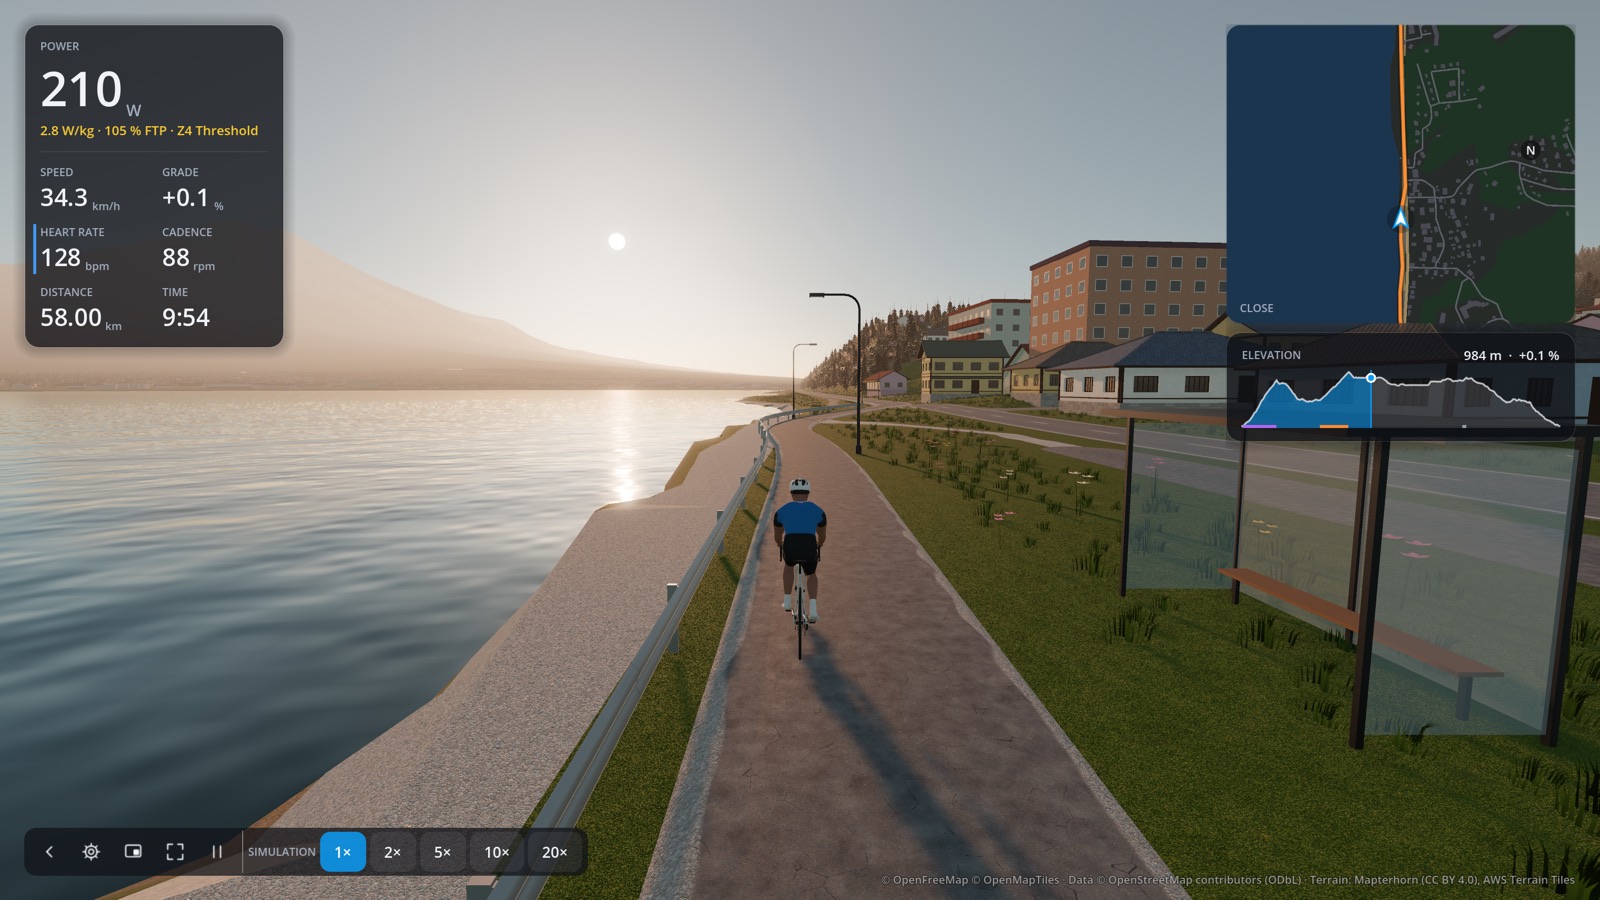 POWER
210 W
2.8 W/kg · 105 % FTP · Z4 Threshold
SPEED GRADE
34.3 km/h +0.1 %
HEART RATE CADENCE
128 bpm 88 rpm
DISTANCE TIME
58.00 km 9:54
N
CLOSE
ELEVATION 984 m · +0.1 %
SIMULATION 1× 2× 5× 10× 20×
© OpenFreeMap © OpenMapTiles · Data © OpenStreetMap contributors (ODbL) · Terrain: Mapterhorn (CC BY 4.0), AWS Terrain Tiles